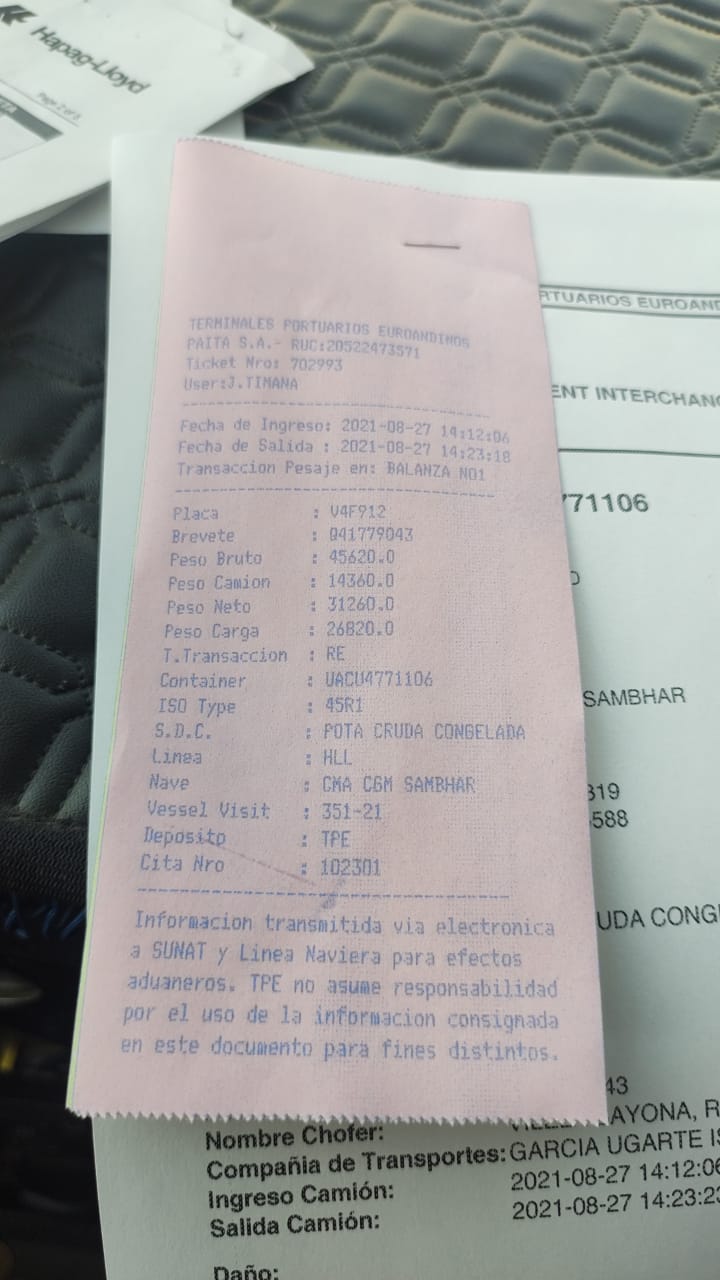 Hapag-Lloyd
Page 2 of 3
TERMINALES PORTUARIOS EUROANDINOS
PAITA S.A.- RUC:20522473571
Ticket Nro: 702993
User:J.TIMANA
Fecha de Ingreso: 2021-08-27 14:12:06
Fecha de Salida : 2021-08-27 14:23:18
Transaccion Pesaje en: BALANZA NO1
Placa : V4F912
Brevete : Q41779043
Peso Bruto : 45620.0
Peso Camion : 14360.0
Peso Neto : 31260.0
Peso Carga : 26820.0
T.Transaccion : RE
Container : UACU4771106
ISO Type : 45R1
S.D.C. : POTA CRUDA CONGELADA
Linea : HLL
Nave : CMA CGM SAMBHAR
Vessel Visit : 351-21
Deposito : TPE
Cita Nro : 102301
Informacion transmitida via electronica
a SUNAT y Linea Naviera para efectos
aduaneros. TPE no asume responsabilidad
por el uso de la informacion consignada
en este documento para fines distintos.
RTUARIOS EUROAND
ENT INTERCHANG
771106
SAMBHAR
319
588
UDA CONG
43
Nombre Chofer: AYONA, R
Compañia de Transportes: GARCIA UGARTE IS
Ingreso Camión: 2021-08-27 14:12:06
Salida Camión: 2021-08-27 14:23:23
Daño: